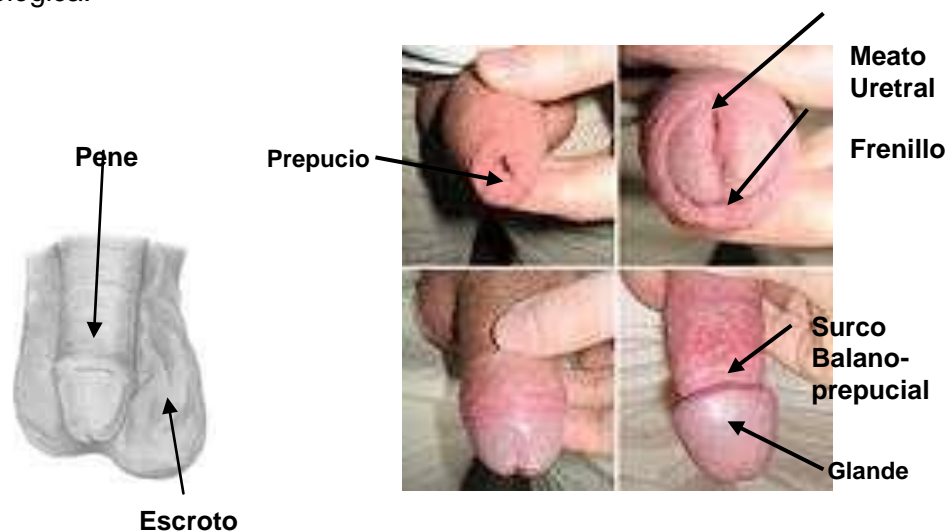 ológica.
Meato
Uretral
Frenillo
Pene
Prepucio
Surco
Balano-
prepucial
Glande
Escroto